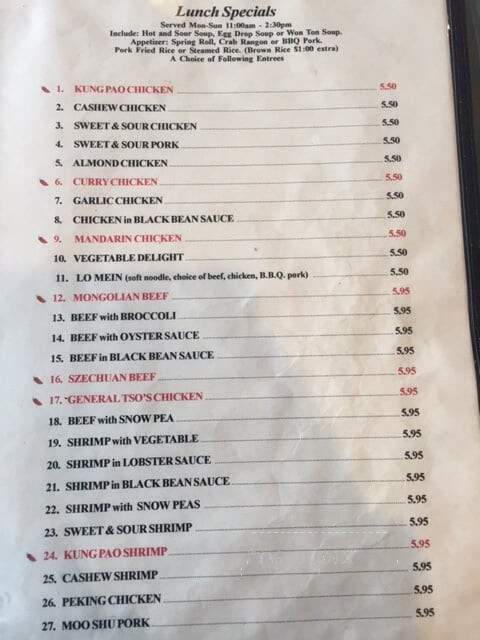 Lunch Specials
Served Mon-Sun 11:00am - 2:30pm
Include: Hot and Sour Soup, Egg Drop Soup or Won Ton Soup.
Appetizer: Spring Roll, Crab Rangon or BBQ Pork.
Pork Fried Rice or Steamed Rice. (Brown Rice $1:00 extra)
A Choice of Following Entrees
1. KUNG PAO CHICKEN 5.50
2. CASHEW CHICKEN 5.50
3. SWEET & SOUR CHICKEN 5.50
4. SWEET & SOUR PORK 5.50
5. ALMOND CHICKEN 5.50
6. CURRY CHICKEN 5.50
7. GARLIC CHICKEN 5.50
8. CHICKEN in BLACK BEAN SAUCE 5.50
9. MANDARIN CHICKEN 5.50
10. VEGETABLE DELIGHT 5.50
11. LO MEIN (soft noodle, choice of beef, chicken, B.B.Q. pork) 5.50
12. MONGOLIAN BEEF 5.95
13. BEEF with BROCCOLI 5.95
14. BEEF with OYSTER SAUCE 5.95
15. BEEF in BLACK BEAN SAUCE 5.95
16. SZECHUAN BEEF 5.95
17. GENERAL TSO'S CHICKEN 5.95
18. BEEF with SNOW PEA 5.95
19. SHRIMP with VEGETABLE 5.95
20. SHRIMP in LOBSTER SAUCE 5.95
21. SHRIMP in BLACK BEAN SAUCE 5.95
22. SHRIMP with SNOW PEAS 5.95
23. SWEET & SOUR SHRIMP 5.95
24. KUNG PAO SHRIMP 5.95
25. CASHEW SHRIMP 5.95
26. PEKING CHICKEN 5.95
27. MOO SHU PORK 5.95